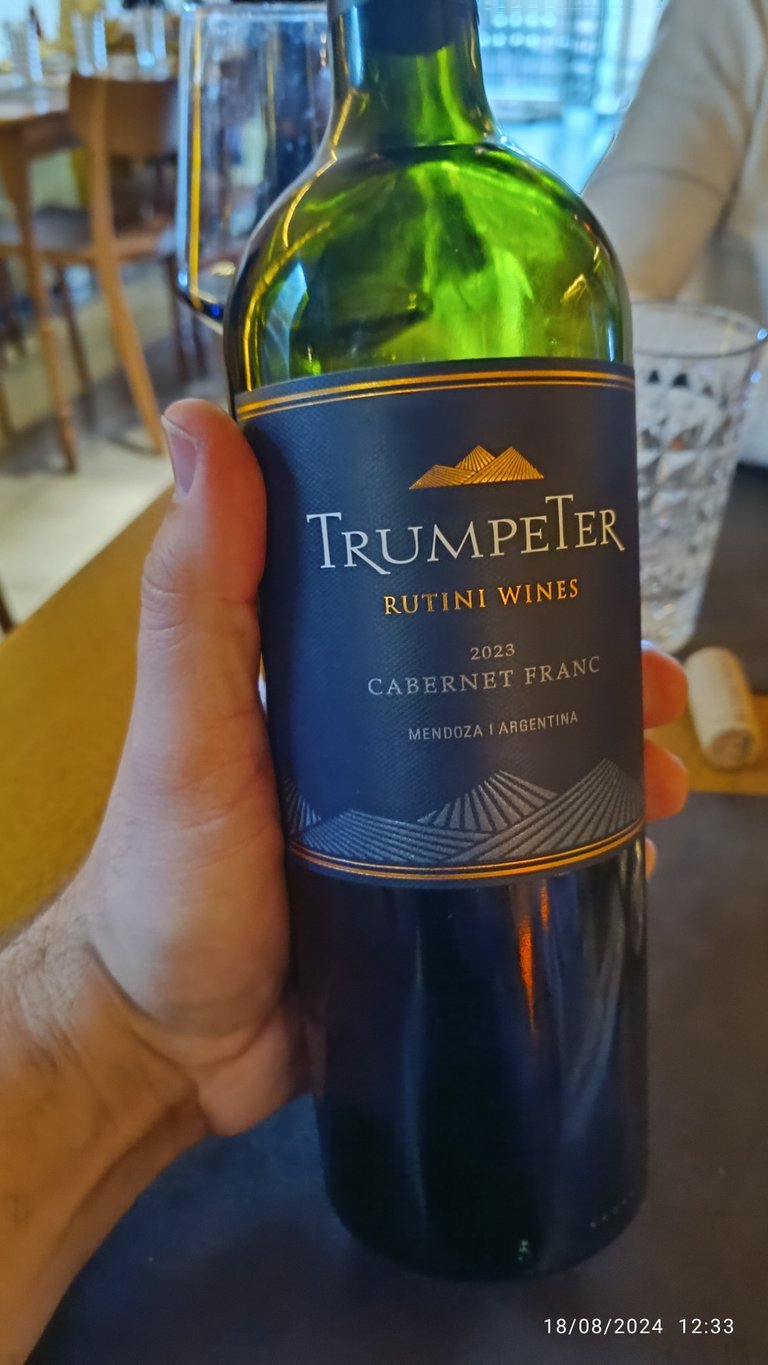 TRUMPETER
RUTINI WINES
2023
CABERNET FRANC
MENDOZA | ARGENTINA
18/08/2024 12:33